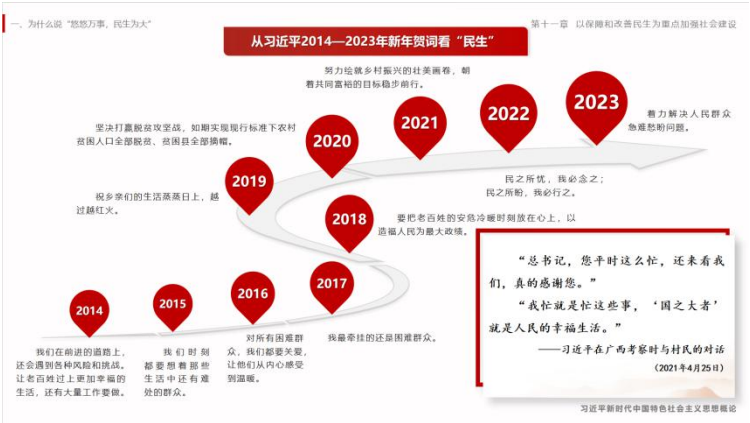 一、为什么说“悠悠万事，民生为大”
第十一章 以保障和改善民生为重点加强社会建设
从习近平2014—2023年新年贺词看“民生”
2014
我们在前进的道路上，
还会遇到各种风险和挑战。
让老百姓过上更加幸福的
生活，还有大量工作要做。
2015
我们时刻
都要想着那些
生活中还有难
处的群众。
2016
对所有困难群
众，我们都要关爱，
让他们从内心感受
到温暖。
2017
我最牵挂的还是困难群众。
2018
要把老百姓的安危冷暖时刻放在心上，以
造福人民为最大政绩。
2019
祝乡亲们的生活蒸蒸日上，越
过越红火。
2020
坚决打赢脱贫攻坚战，如期实现现行标准下农村
贫困人口全部脱贫、贫困县全部摘帽。
2021
努力绘就乡村振兴的壮美画卷，朝
着共同富裕的目标稳步前行。
2022
民之所忧，我必念之；
民之所盼，我必行之。
2023
着力解决人民群众
急难愁盼问题。
“总书记，您平时这么忙，还来看我
们，真的感谢您。”
“我忙就是忙这些事，‘国之大者’
就是人民的幸福生活。”
——习近平在广西考察时与村民的对话
（2021年4月25日）
习近平新时代中国特色社会主义思想概论